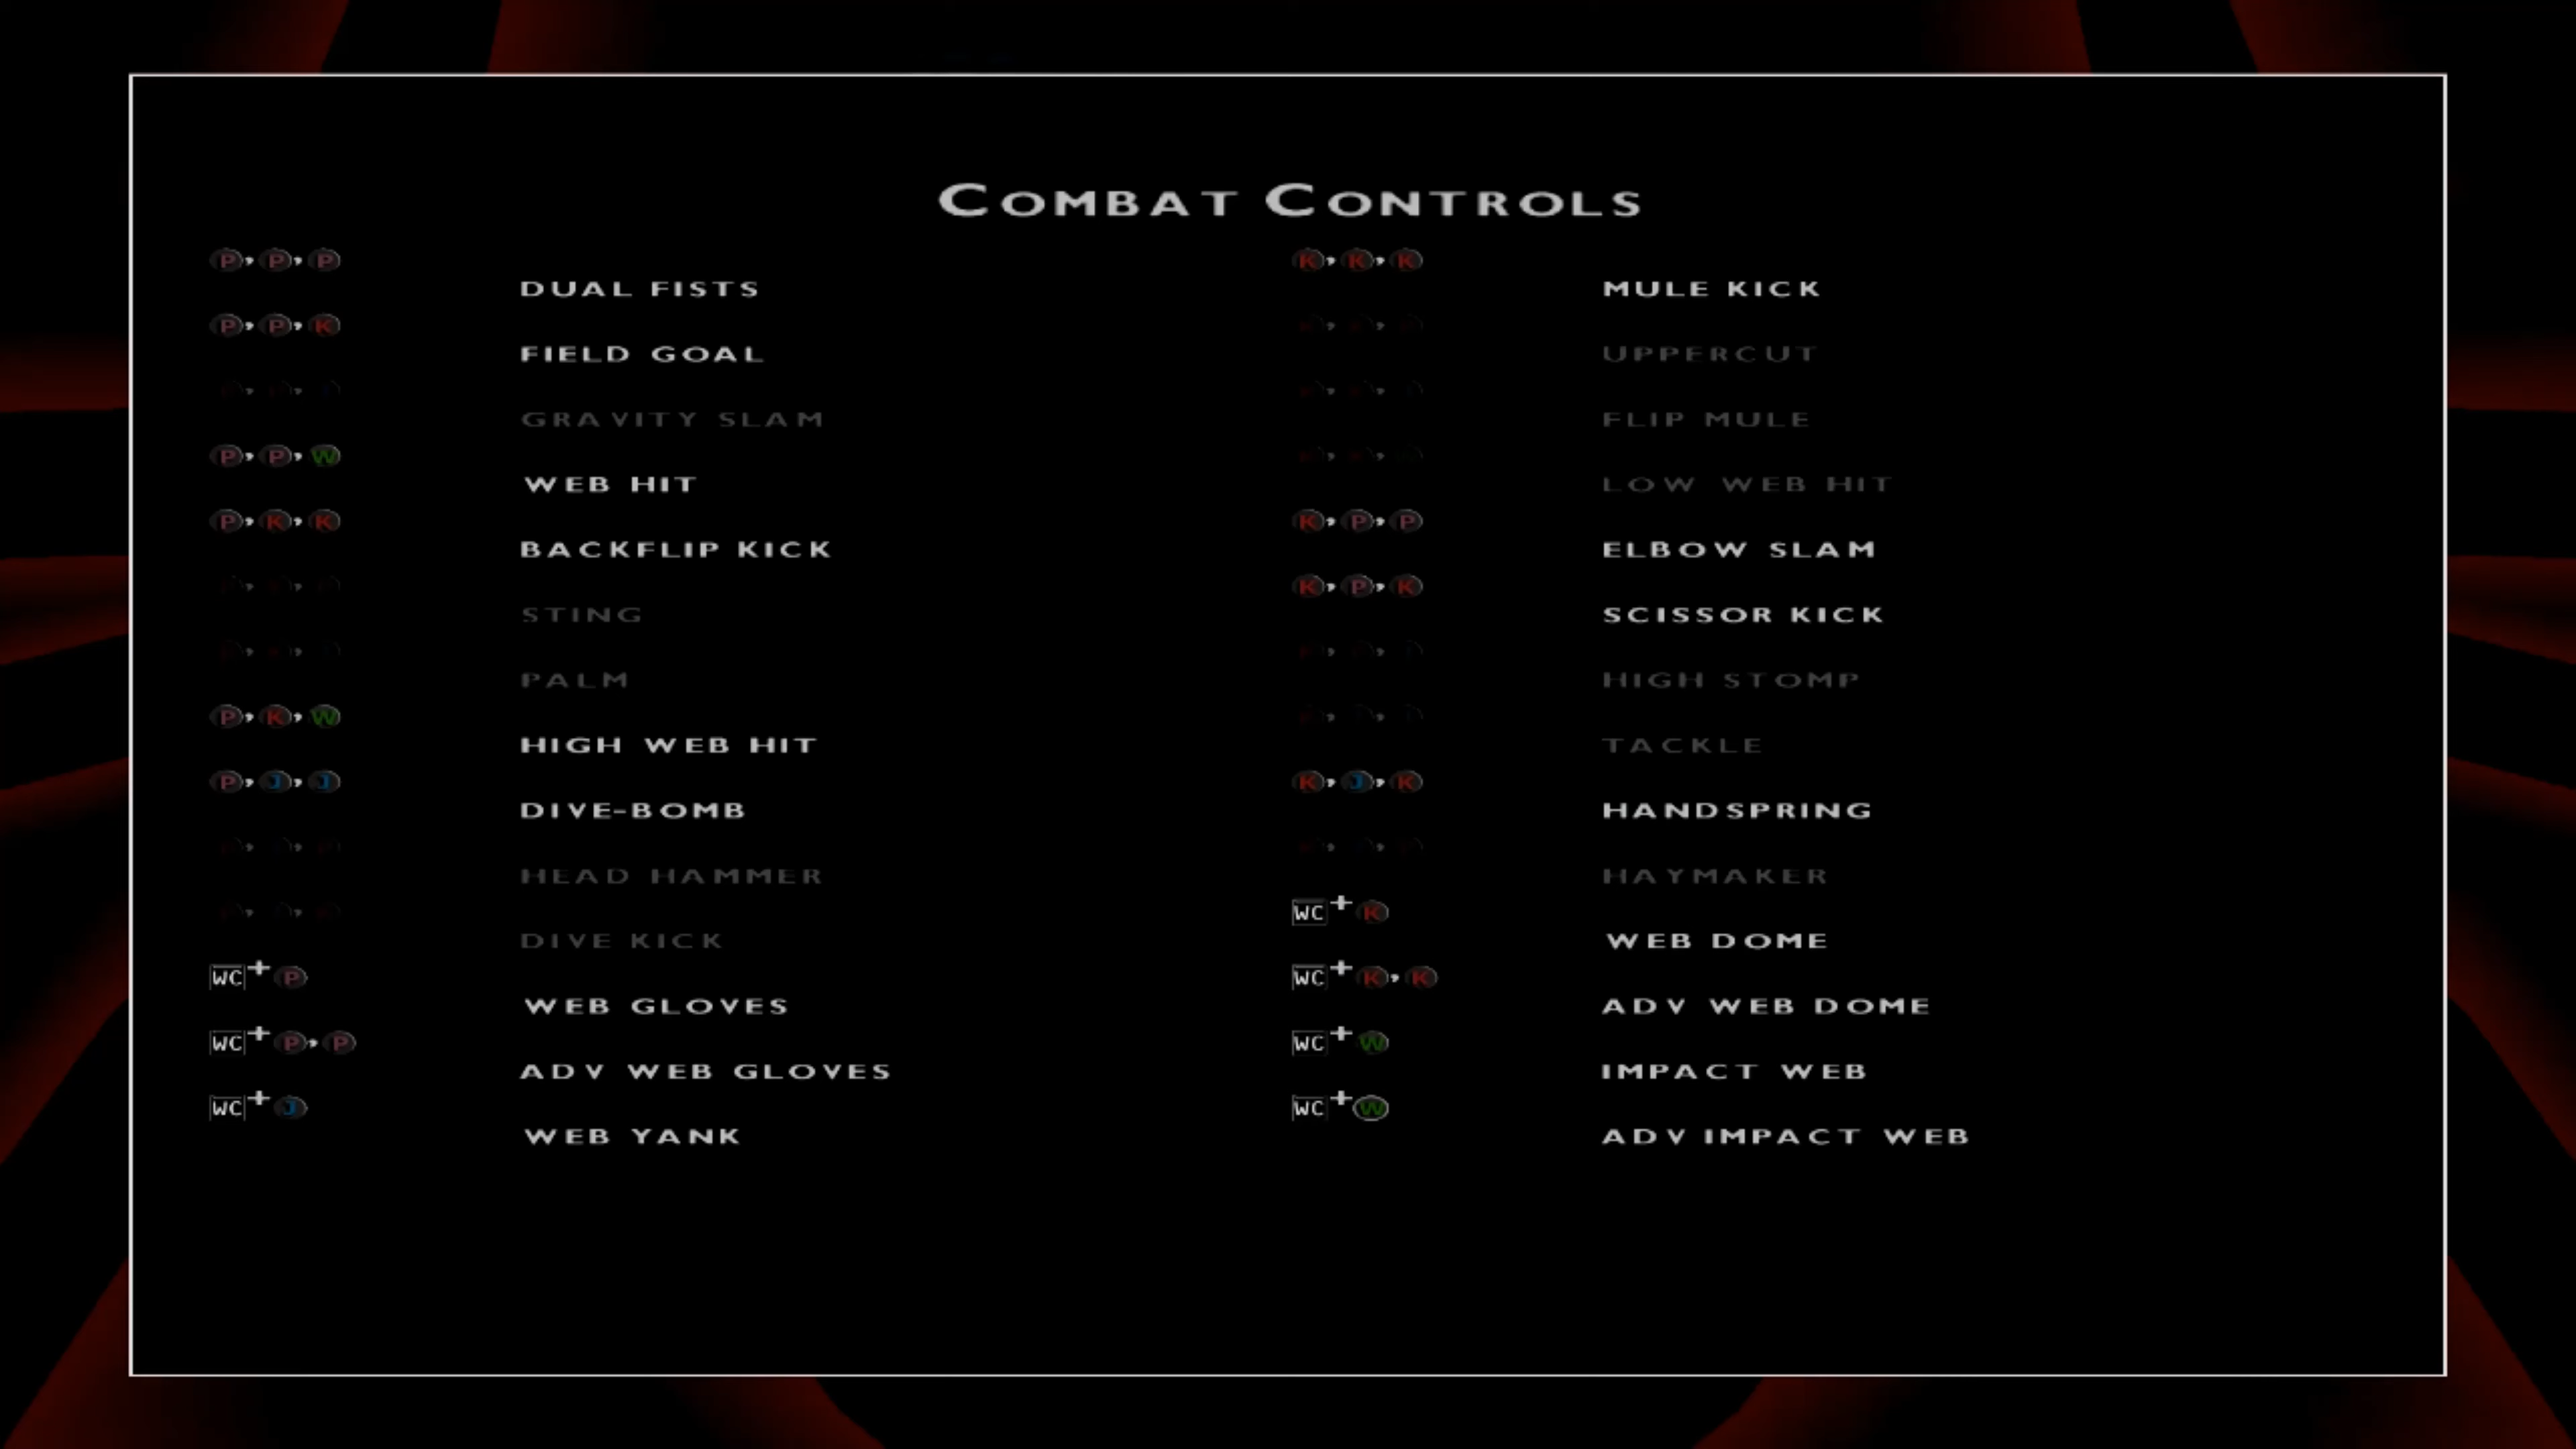 COMBAT CONTROLS
P, P, P
DUAL FISTS
P, P, K
FIELD GOAL
GRAVITY SLAM
P, P, W
WEB HIT
P, K, K
BACKFLIP KICK
STING
PALM
P, K, W
HIGH WEB HIT
P, J, J
DIVE-BOMB
HEAD HAMMER
DIVE KICK
WC + P
WEB GLOVES
WC + P, P
ADV WEB GLOVES
WC + J
WEB YANK
K, K, K
MULE KICK
UPPERCUT
FLIP MULE
LOW WEB HIT
K, P, P
ELBOW SLAM
K, P, K
SCISSOR KICK
HIGH STOMP
TACKLE
K, J, K
HANDSPRING
HAYMAKER
WC + K
WEB DOME
WC + K, K
ADV WEB DOME
WC + W
IMPACT WEB
WC + W
ADV IMPACT WEB